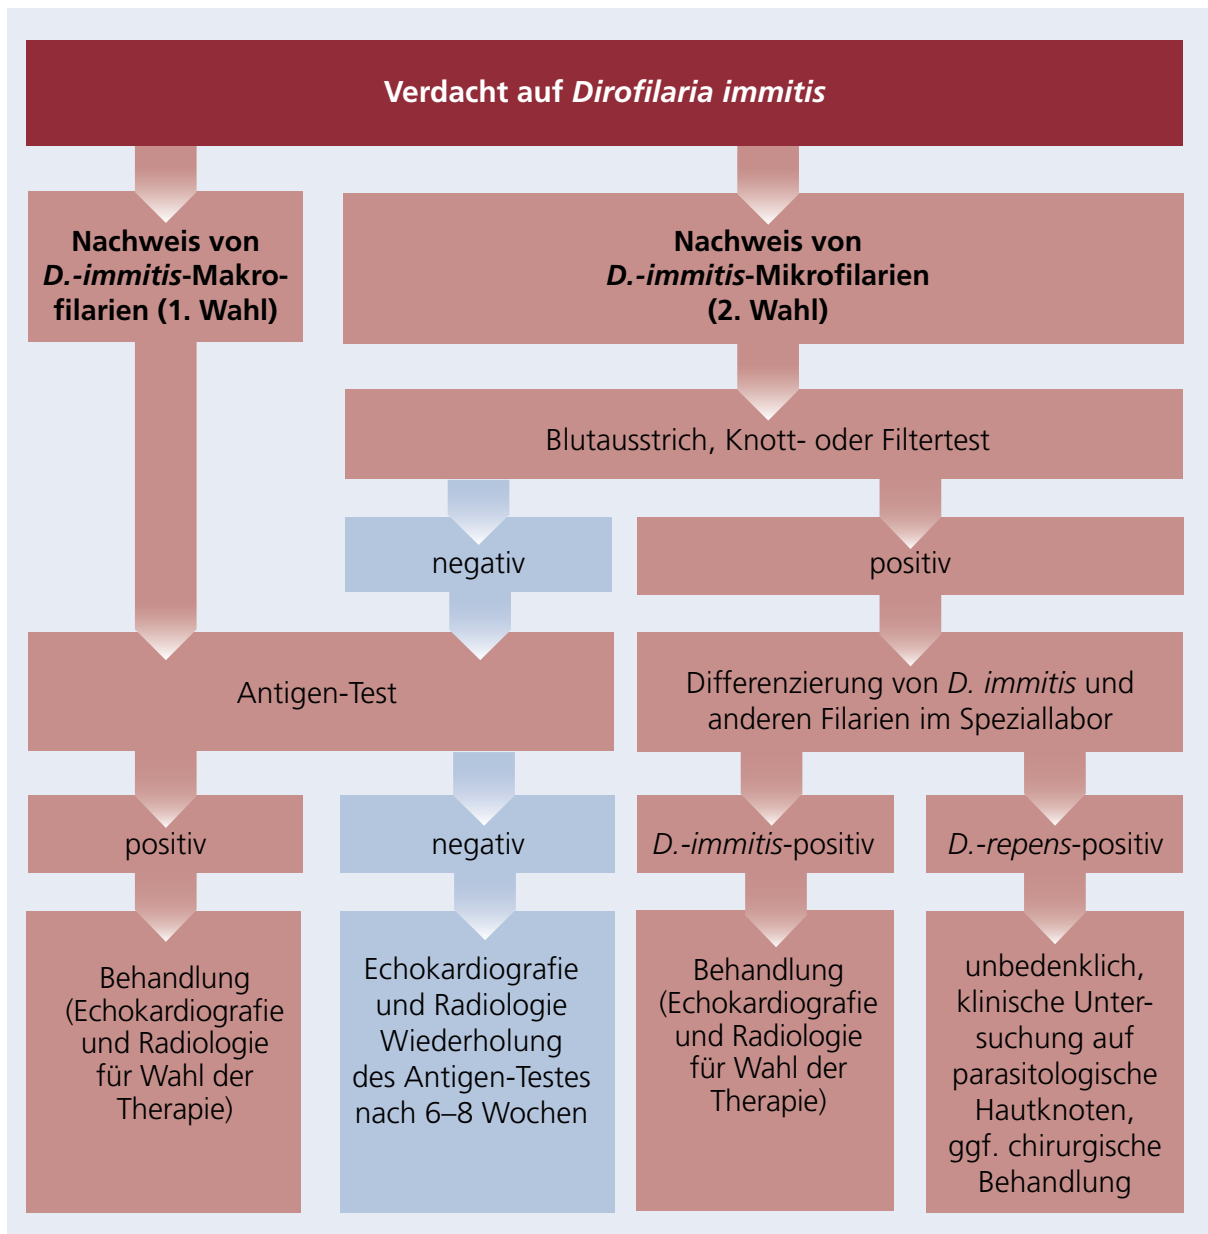 Verdacht auf Dirofilaria immitis
Nachweis von
D.-immitis-Makro-
filarien (1. Wahl)
Nachweis von
D.-immitis-Mikrofilarien
(2. Wahl)
Blutausstrich, Knott- oder Filtertest
negativ
positiv
Antigen-Test
Differenzierung von D. immitis und
anderen Filarien im Speziallabor
positiv
negativ
D.-immitis-positiv
D.-repens-positiv
Behandlung
(Echokardiografie
und Radiologie
für Wahl der
Therapie)
Echokardiografie
und Radiologie
Wiederholung
des Antigen-Testes
nach 6–8 Wochen
Behandlung
(Echokardiografie
und Radiologie
für Wahl der
Therapie)
unbedenklich,
klinische Unter-
suchung auf
parasitologische
Hautknoten,
ggf. chirurgische
Behandlung